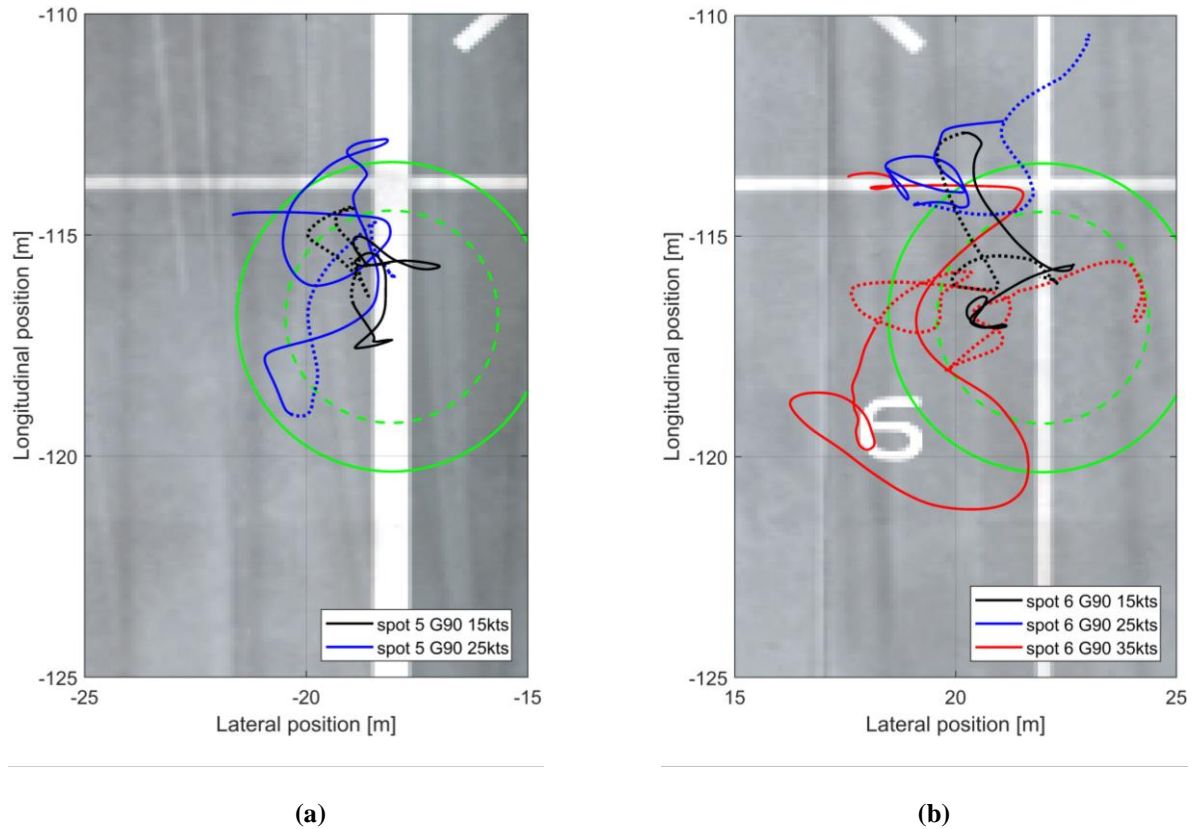 -110
-115
-120
-125
Longitudinal position [m]
-25
-20
-15
Lateral position [m]
spot 5 G90 15kts
spot 5 G90 25kts
(a)
-110
-115
-120
-125
Longitudinal position [m]
15
20
25
Lateral position [m]
spot 6 G90 15kts
spot 6 G90 25kts
spot 6 G90 35kts
(b)